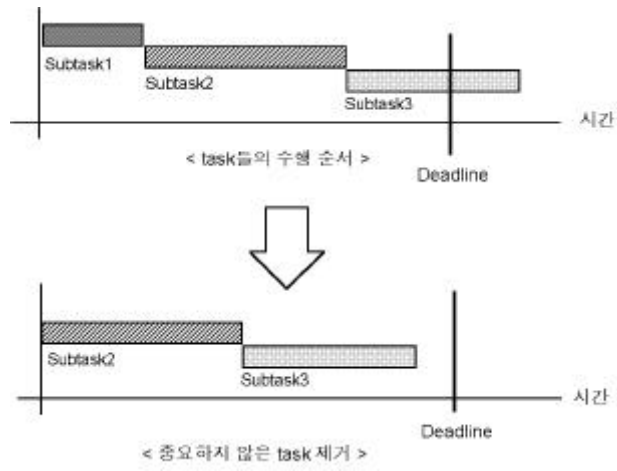 Subtask1
Subtask2
Subtask3
시간
< task들의 수행 순서 >
Deadline
Subtask2
Subtask3
시간
Deadline
< 중요하지 않은 task 제거 >